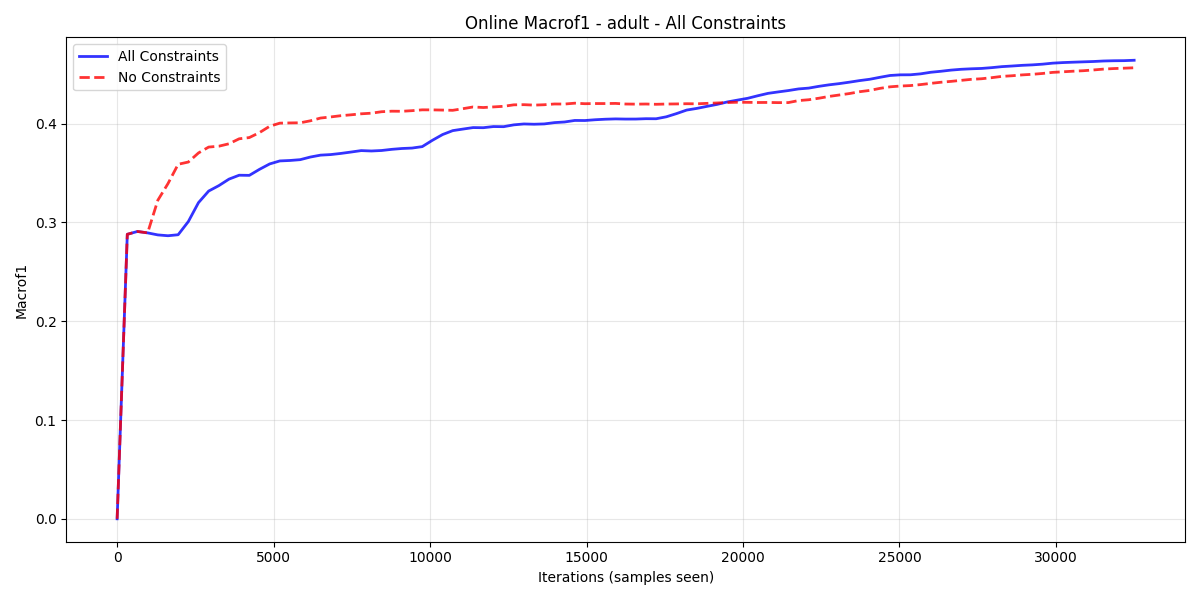 Online Macrof1 - adult - All Constraints
All Constraints
No Constraints
Macrof1
0.4
0.3
0.2
0.1
0.0
0 5000 10000 15000 20000 25000 30000
Iterations (samples seen)